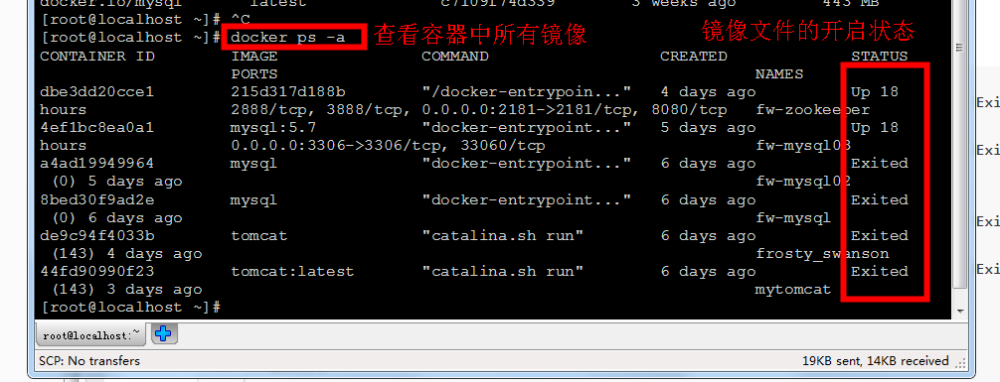 docker.io/mysql latest c7109f74d339 3 weeks ago 443 MB
[root@localhost ~]# ^C
[root@localhost ~]# docker ps -a 查看容器中所有镜像 镜像文件的开启状态
CONTAINER ID IMAGE COMMAND CREATED STATUS
PORTS NAMES
dbe3dd20cce1 215d317d188b "/docker-entrypoin..." 4 days ago Up 18
hours 2888/tcp, 3888/tcp, 0.0.0.0:2181->2181/tcp, 8080/tcp fw-zookeeper
4ef1bc8ea0a1 mysql:5.7 "docker-entrypoint..." 5 days ago Up 18
hours 0.0.0.0:3306->3306/tcp, 33060/tcp fw-mysql03
a4ad19949964 mysql "docker-entrypoint..." 6 days ago Exited
(0) 5 days ago fw-mysql02
8bed30f9ad2e mysql "docker-entrypoint..." 6 days ago Exited
(0) 6 days ago fw-mysql
de9c94f4033b tomcat "catalina.sh run" 6 days ago Exited
(143) 4 days ago frosty_swanson
44fd90990f23 tomcat:latest "catalina.sh run" 6 days ago Exited
(143) 3 days ago mytomcat
[root@localhost ~]#
root@localhost:~
SCP: No transfers 19KB sent, 14KB received
Exi
Exi
Exi
Exi